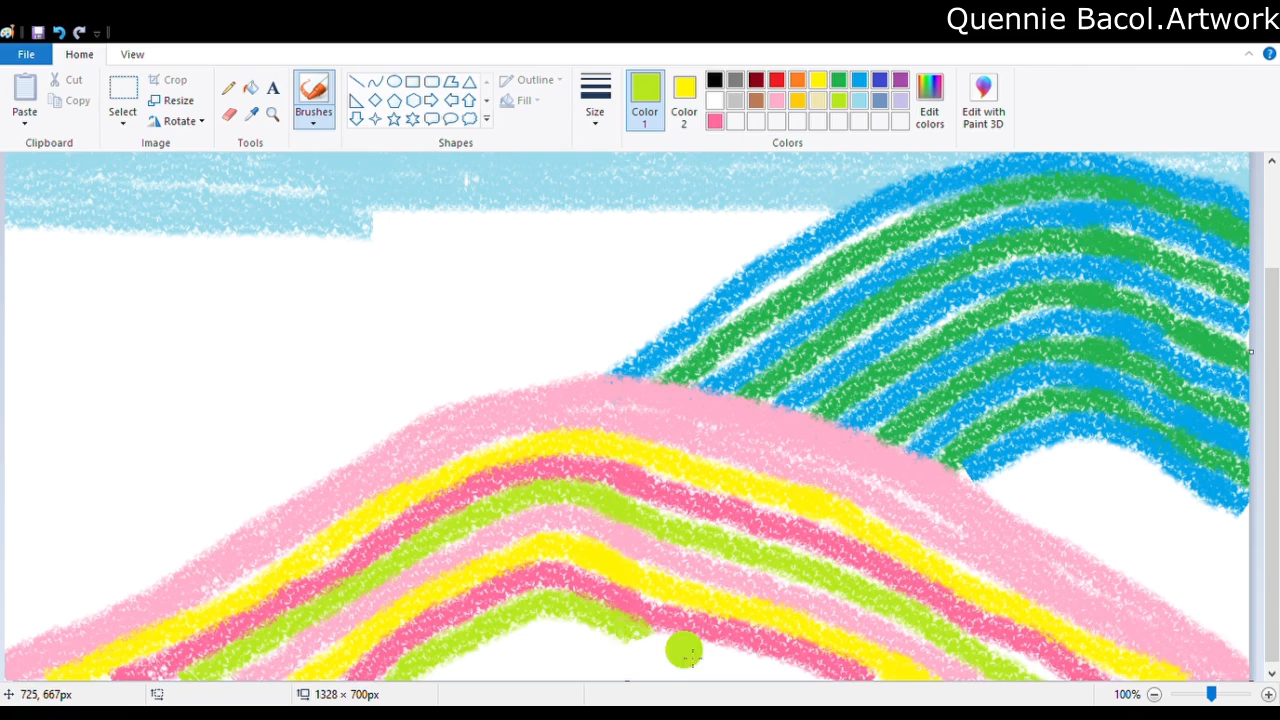 Quennie Bacol.Artwork
File Home View
Paste
Cut
Copy
Clipboard
Select
Crop
Resize
Rotate
Image
A
Tools
Brushes
Shapes
Outline
Fill
Size
Color 1
Color 2
Edit colors
Edit with Paint 3D
Colors
725, 667px
1328 × 700px
100%